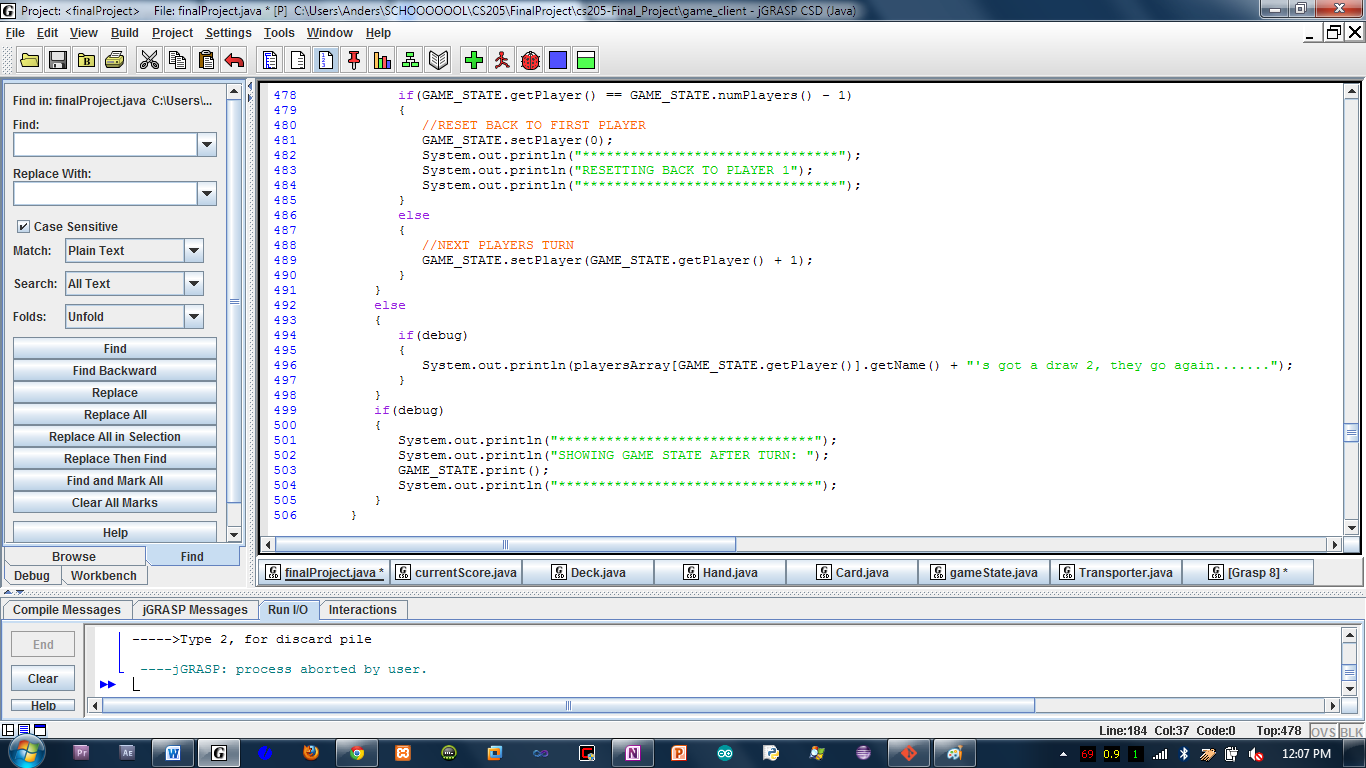 Project: <finalProject> File: finalProject.java * [P] C:\Users\Anders\SCHOOOOOOL\CS205\FinalProject\cs205-Final_Project\game_client - jGRASP CSD (Java)
File Edit View Build Project Settings Tools Window Help
Find in: finalProject.java C:\Users\...
Find:
Replace With:
Case Sensitive
Match: Plain Text
Search: All Text
Folds: Unfold
Find
Find Backward
Replace
Replace All
Replace All in Selection
Replace Then Find
Find and Mark All
Clear All Marks
Help
Browse Find
Debug Workbench
478 if(GAME_STATE.getPlayer() == GAME_STATE.numPlayers() - 1)
479 {
480 //RESET BACK TO FIRST PLAYER
481 GAME_STATE.setPlayer(0);
482 System.out.println("********************************");
483 System.out.println("RESETTING BACK TO PLAYER 1");
484 System.out.println("********************************");
485 }
486 else
487 {
488 //NEXT PLAYERS TURN
489 GAME_STATE.setPlayer(GAME_STATE.getPlayer() + 1);
490 }
491 }
492 else
493 {
494 if(debug)
495 {
496 System.out.println(playersArray[GAME_STATE.getPlayer()].getName() + "'s got a draw 2, they go again.......");
497 }
498 }
499 if(debug)
500 {
501 System.out.println("********************************");
502 System.out.println("SHOWING GAME STATE AFTER TURN: ");
503 GAME_STATE.print();
504 System.out.println("********************************");
505 }
506 }
finalProject.java * currentScore.java Deck.java Hand.java Card.java gameState.java Transporter.java [Grasp 8] *
Compile Messages jGRASP Messages Run I/O Interactions
End
Clear
Help
----->Type 2, for discard pile
----jGRASP: process aborted by user.
Line:184 Col:37 Code:0 Top:478 OVS BLK
Pr Ae W G N P 69 0.9 1 12:07 PM